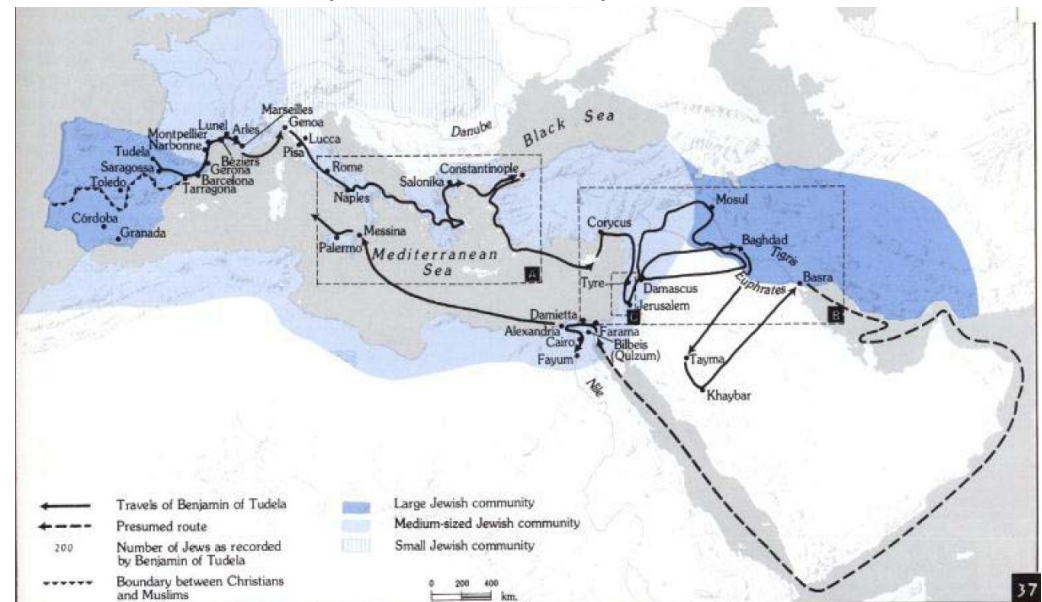 Danube
Black Sea
Marseilles
Genoa
Lunel
Arles
Montpellier
Narbonne
Lucca
Pisa
Tudela
Béziers
Saragossa
Gerona
Toledo
Barcelona
Tarragona
Rome
Naples
Salonika
Constantinople
Córdoba
Granada
Messina
Palermo
Mediterranean
Sea
A
Corycus
Mosul
Baghdad
Tigris
Tyre
Damascus
Euphrates
Basra
Jerusalem
C
B
Damietta
Alexandria
Farama
Cairo
Bilbeis
(Qulzum)
Fayum
Nile
Tayma
Khaybar
Travels of Benjamin of Tudela
Presumed route
200
Number of Jews as recorded
by Benjamin of Tudela
Boundary between Christians
and Muslims
Large Jewish community
Medium-sized Jewish community
Small Jewish community
0 200 400
km.
37